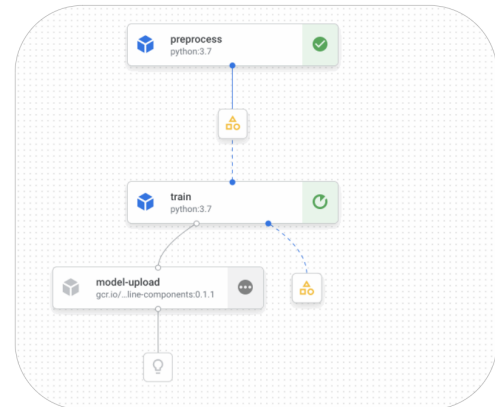 preprocess
python:3.7
train
python:3.7
model-upload
gcr.io/...line-components:0.1.1